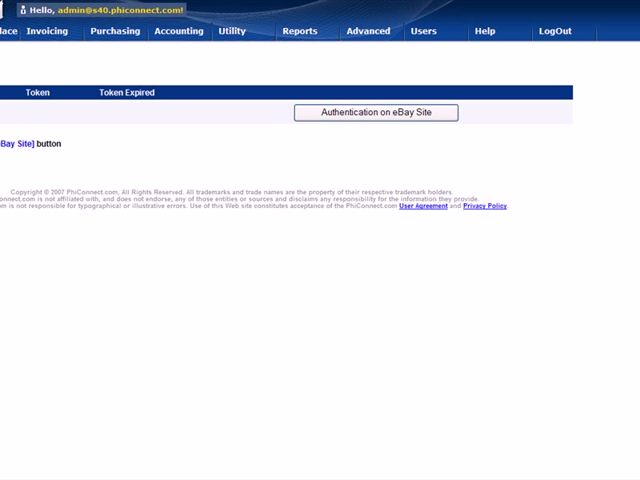 Hello, admin@s40.phiconnect.com!
lace Invoicing Purchasing Accounting Utility Reports Advanced Users Help LogOut
Token Token Expired
Authentication on eBay Site
Bay Site] button
Copyright © 2007 PhiConnect.com, All Rights Reserved. All trademarks and trade names are the property of their respective trademark holders.
onnect.com is not affiliated with, and does not endorse, any of those entities or sources and disclaims any responsibility for the information they provide.
om is not responsible for typographical or illustrative errors. Use of this Web site constitutes acceptance of the PhiConnect.com User Agreement and Privacy Policy.